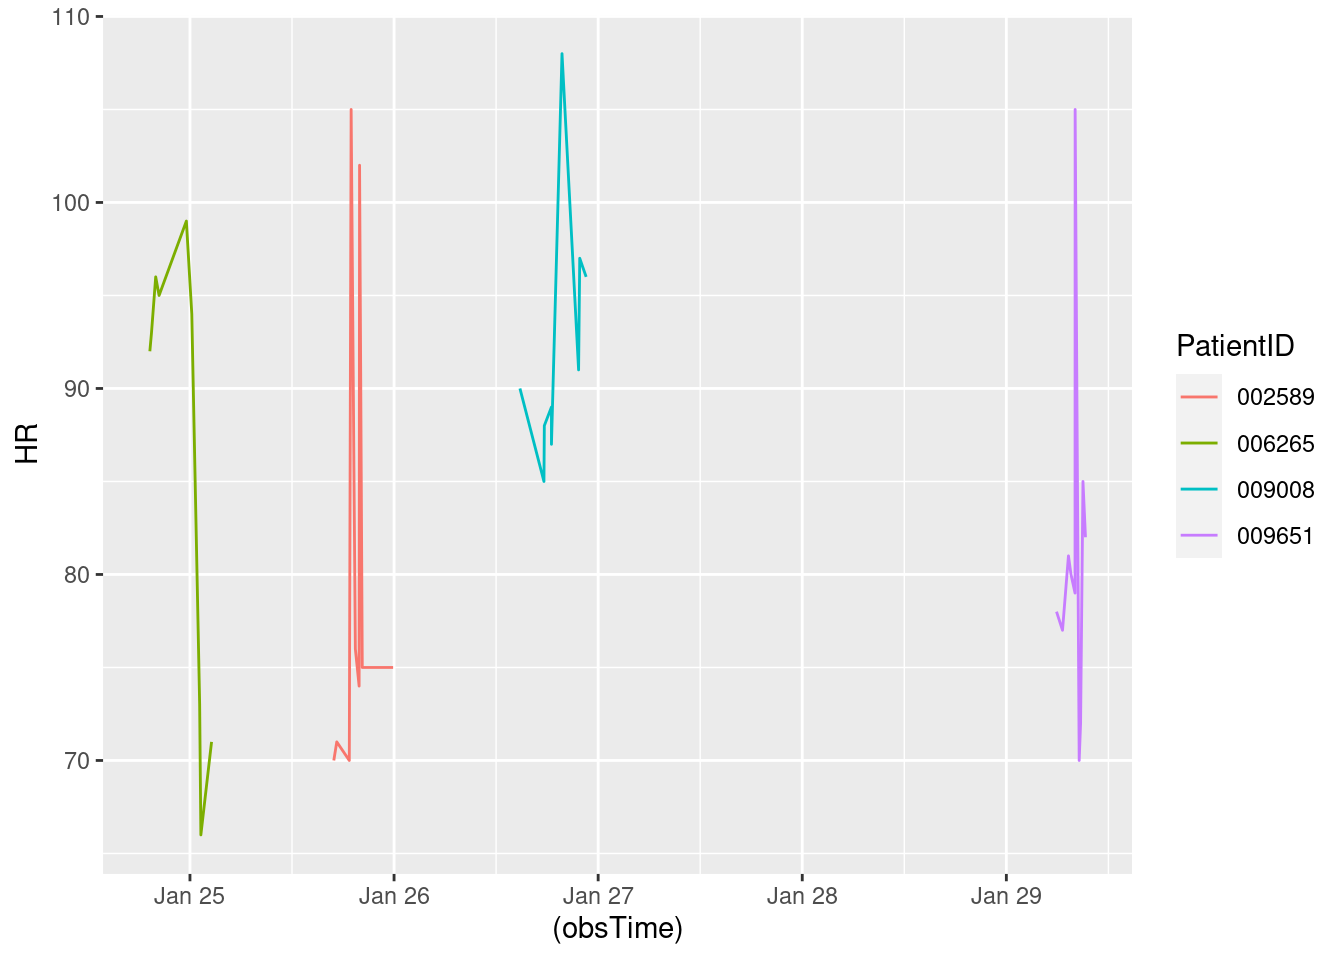 110
100
90
80
70
HR
Jan 25
Jan 26
Jan 27
Jan 28
Jan 29
(obsTime)
PatientID
002589
006265
009008
009651